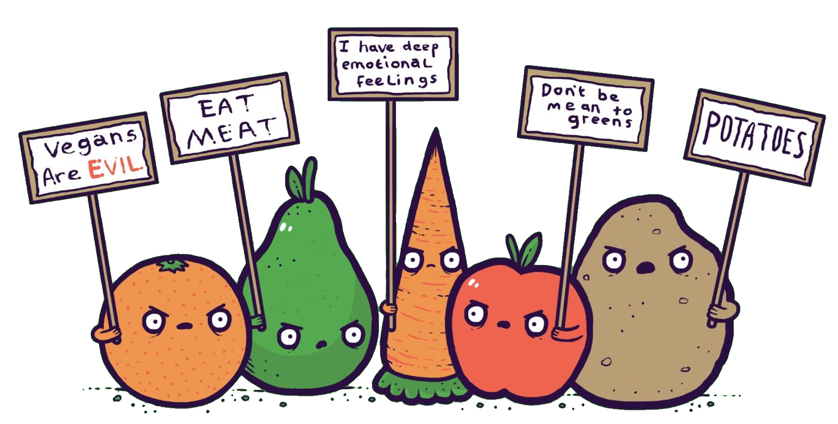 Vegans
Are EVIL
EAT
MEAT
I have deep
emotional
feelings
Don't be
mean to
greens
POTATOES